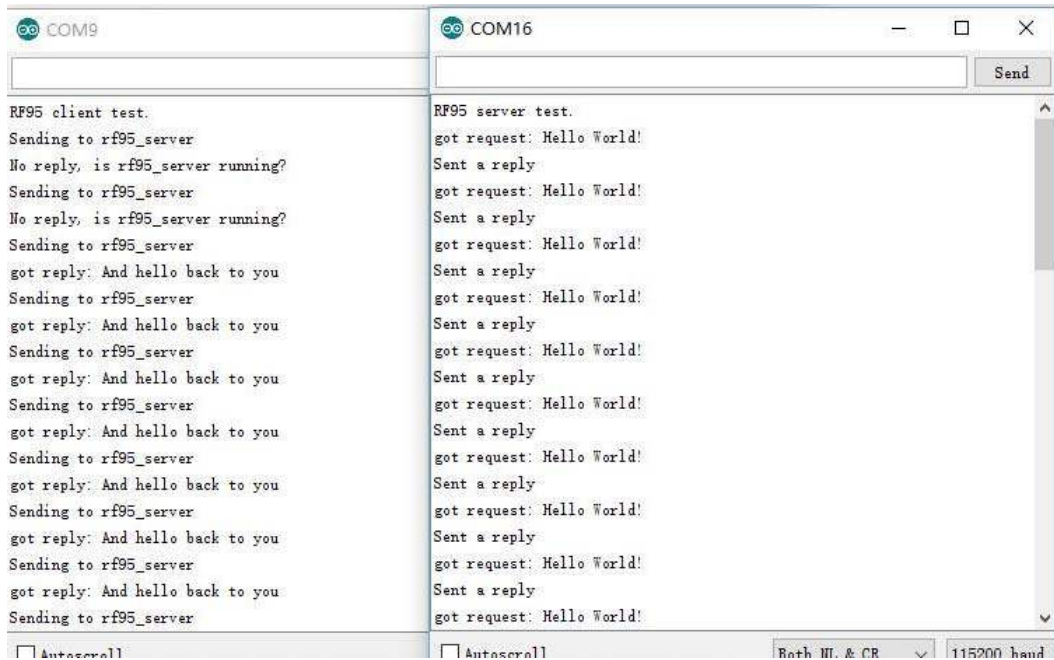 COM9
RF95 client test.
Sending to rf95_server
No reply, is rf95_server running?
Sending to rf95_server
No reply, is rf95_server running?
Sending to rf95_server
got reply: And hello back to you
Sending to rf95_server
got reply: And hello back to you
Sending to rf95_server
got reply: And hello back to you
Sending to rf95_server
got reply: And hello back to you
Sending to rf95_server
got reply: And hello back to you
Sending to rf95_server
got reply: And hello back to you
Sending to rf95_server
got reply: And hello back to you
Sending to rf95_server
Autoscroll
COM16
Send
RF95 server test.
got request: Hello World!
Sent a reply
got request: Hello World!
Sent a reply
got request: Hello World!
Sent a reply
got request: Hello World!
Sent a reply
got request: Hello World!
Sent a reply
got request: Hello World!
Sent a reply
got request: Hello World!
Sent a reply
got request: Hello World!
Sent a reply
got request: Hello World!
Sent a reply
got request: Hello World!
Autoscroll
Both NL & CR
115200 baud